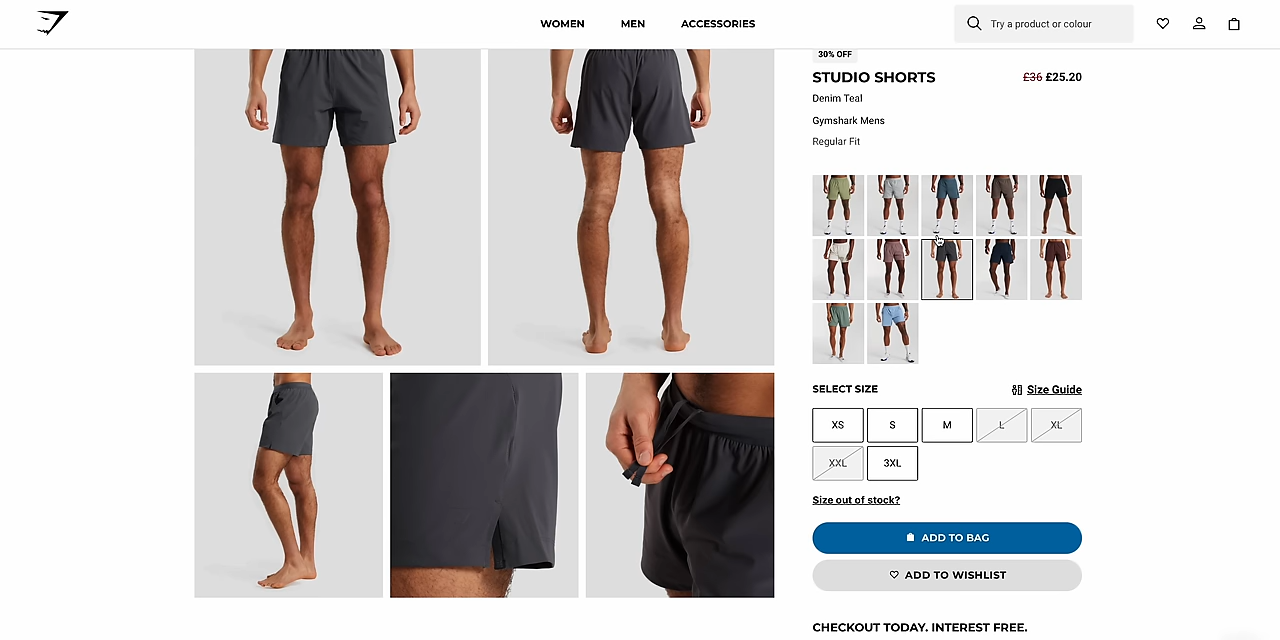 WOMEN
MEN
ACCESSORIES
Try a product or colour
30% OFF
STUDIO SHORTS
£36 £25.20
Denim Teal
Gymshark Mens
Regular Fit
SELECT SIZE
Size Guide
XS
S
M
L
XL
XXL
3XL
Size out of stock?
ADD TO BAG
ADD TO WISHLIST
CHECKOUT TODAY. INTEREST FREE.